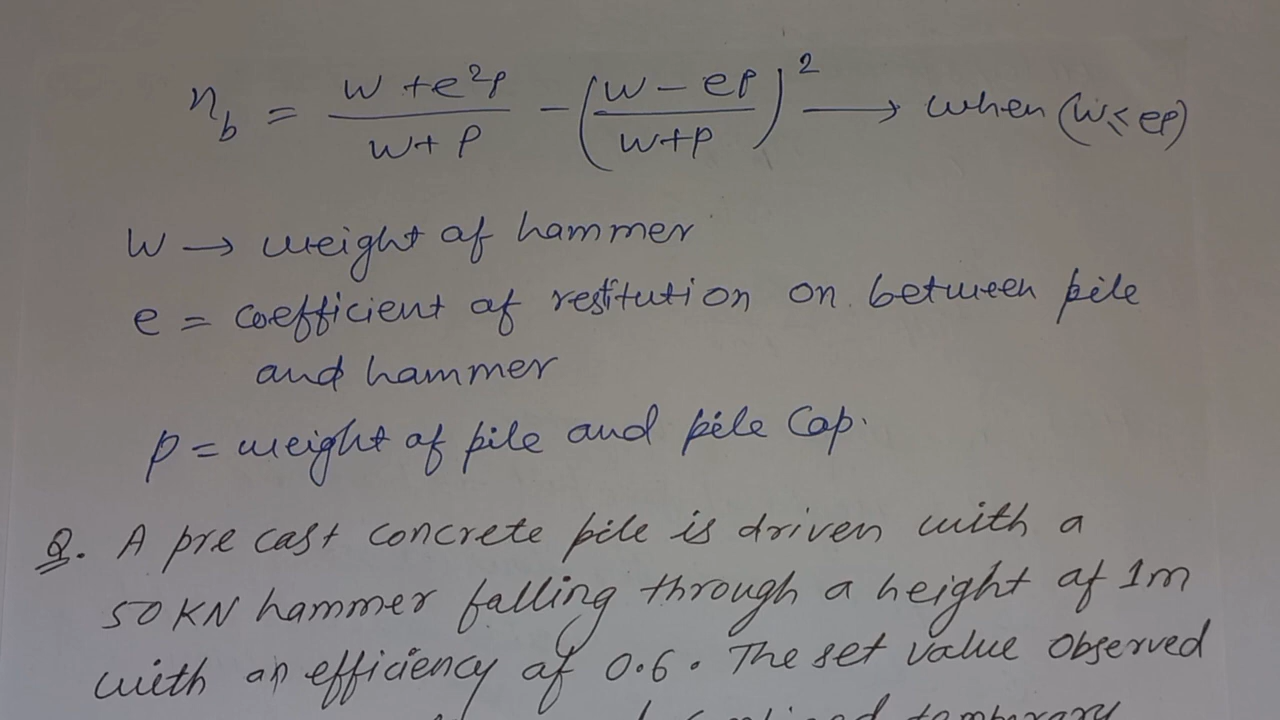 η_b = (w + e²p)/(w + p) − ((w − ep)/(w + p))² → when (w ≤ ep)
W → weight of hammer
e = coefficient of restitution on between pile
and hammer
p = weight of pile and pile Cap.
Q. A pre cast concrete pile is driven with a
50 KN hammer falling through a height of 1m
with an efficiency of 0.6. The set value observed
temporary